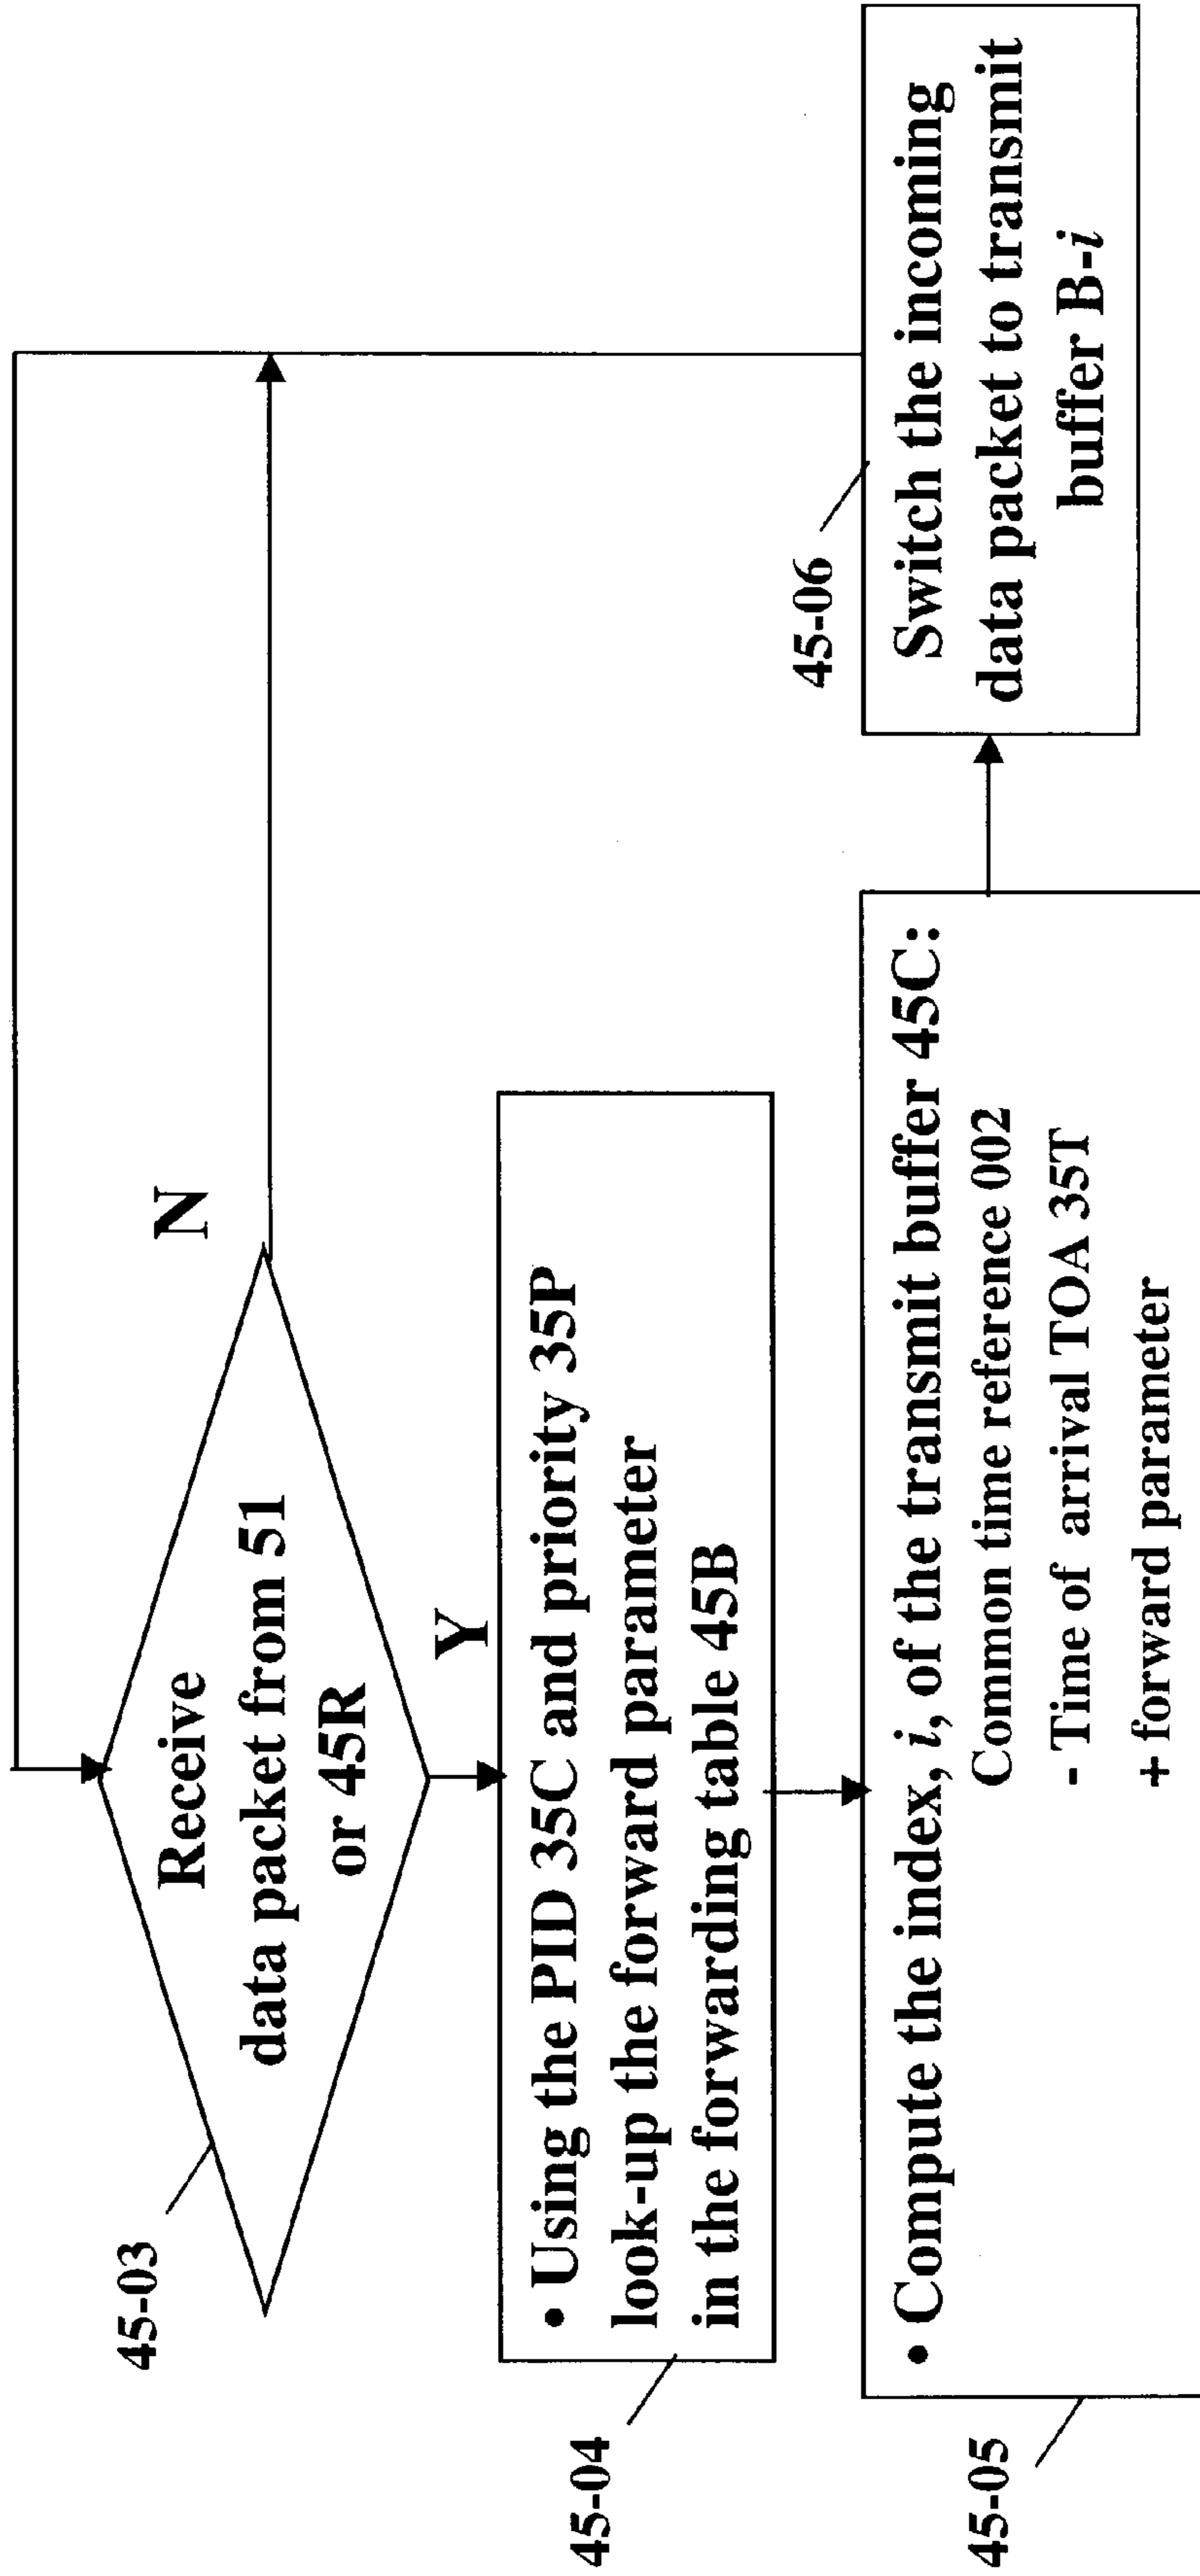 45-03
Receive
data packet from 51
or 45R
N
Y
45-04
• Using the PID 35C and priority 35P
look-up the forward parameter
in the forwarding table 45B
45-05
• Compute the index, i, of the transmit buffer 45C:
Common time reference 002
- Time of arrival TOA 35T
+ forward parameter
45-06
Switch the incoming
data packet to transmit
buffer B-i